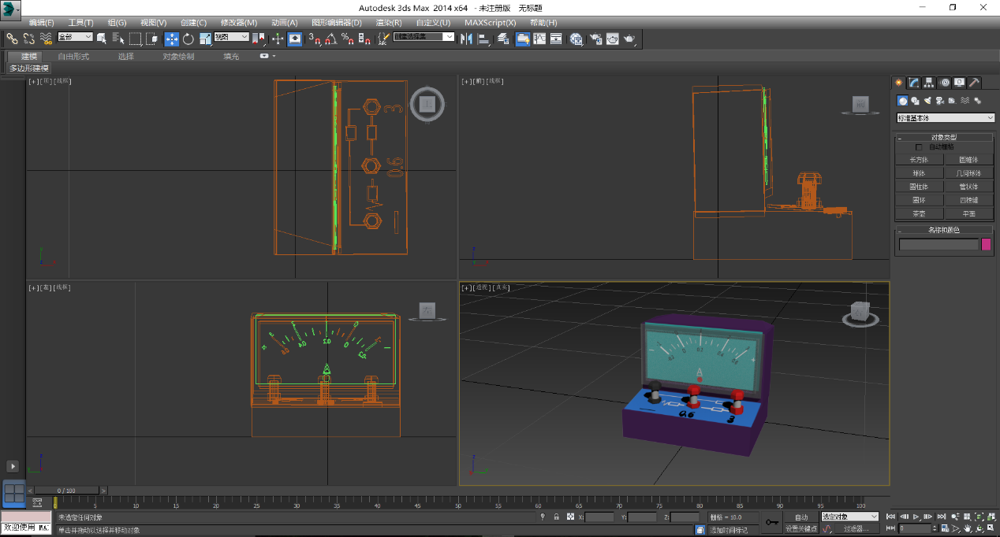 Autodesk 3ds Max 2014 x64 - 未注册版 无标题
编辑(E) 工具(T) 组(G) 视图(V) 创建(C) 修改器(M) 动画(A) 图形编辑器(D) 渲染(R) 自定义(U) MAXScript(X) 帮助(H)
全部 视图 创建选择集
建模 自由形式 选择 对象绘制 填充
多边形建模
[+][顶][线框]
3
0.6
[+][前][线框]
前
标准基本体
对象类型
自动栅格
长方体 圆锥体
球体 几何球体
圆柱体 管状体
圆环 四棱锥
茶壶 平面
名称和颜色
[+][左][线框]
左
[+][透视][真实]
A
0.6
3
0 / 100
0 5 10 15 20 25 30 35 40 45 50 55 60 65 70 75 80 85 90 95 100
未选定任何对象 X: Y: Z: 栅格 = 10.0 自动 选定对象
欢迎使用 MA 单击并拖动以选择并移动对象 添加时间标记 设置关键点 过滤器... 0